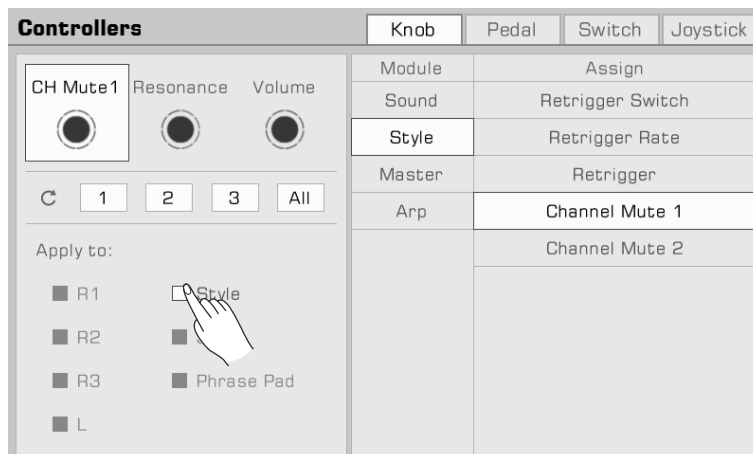 Controllers
Knob
Pedal
Switch
Joystick
CH Mute1
Resonance
Volume
1
2
3
All
Apply to:
R1
Style
R2
R3
Phrase Pad
L
Module
Assign
Sound
Retrigger Switch
Style
Retrigger Rate
Master
Retrigger
Arp
Channel Mute 1
Channel Mute 2